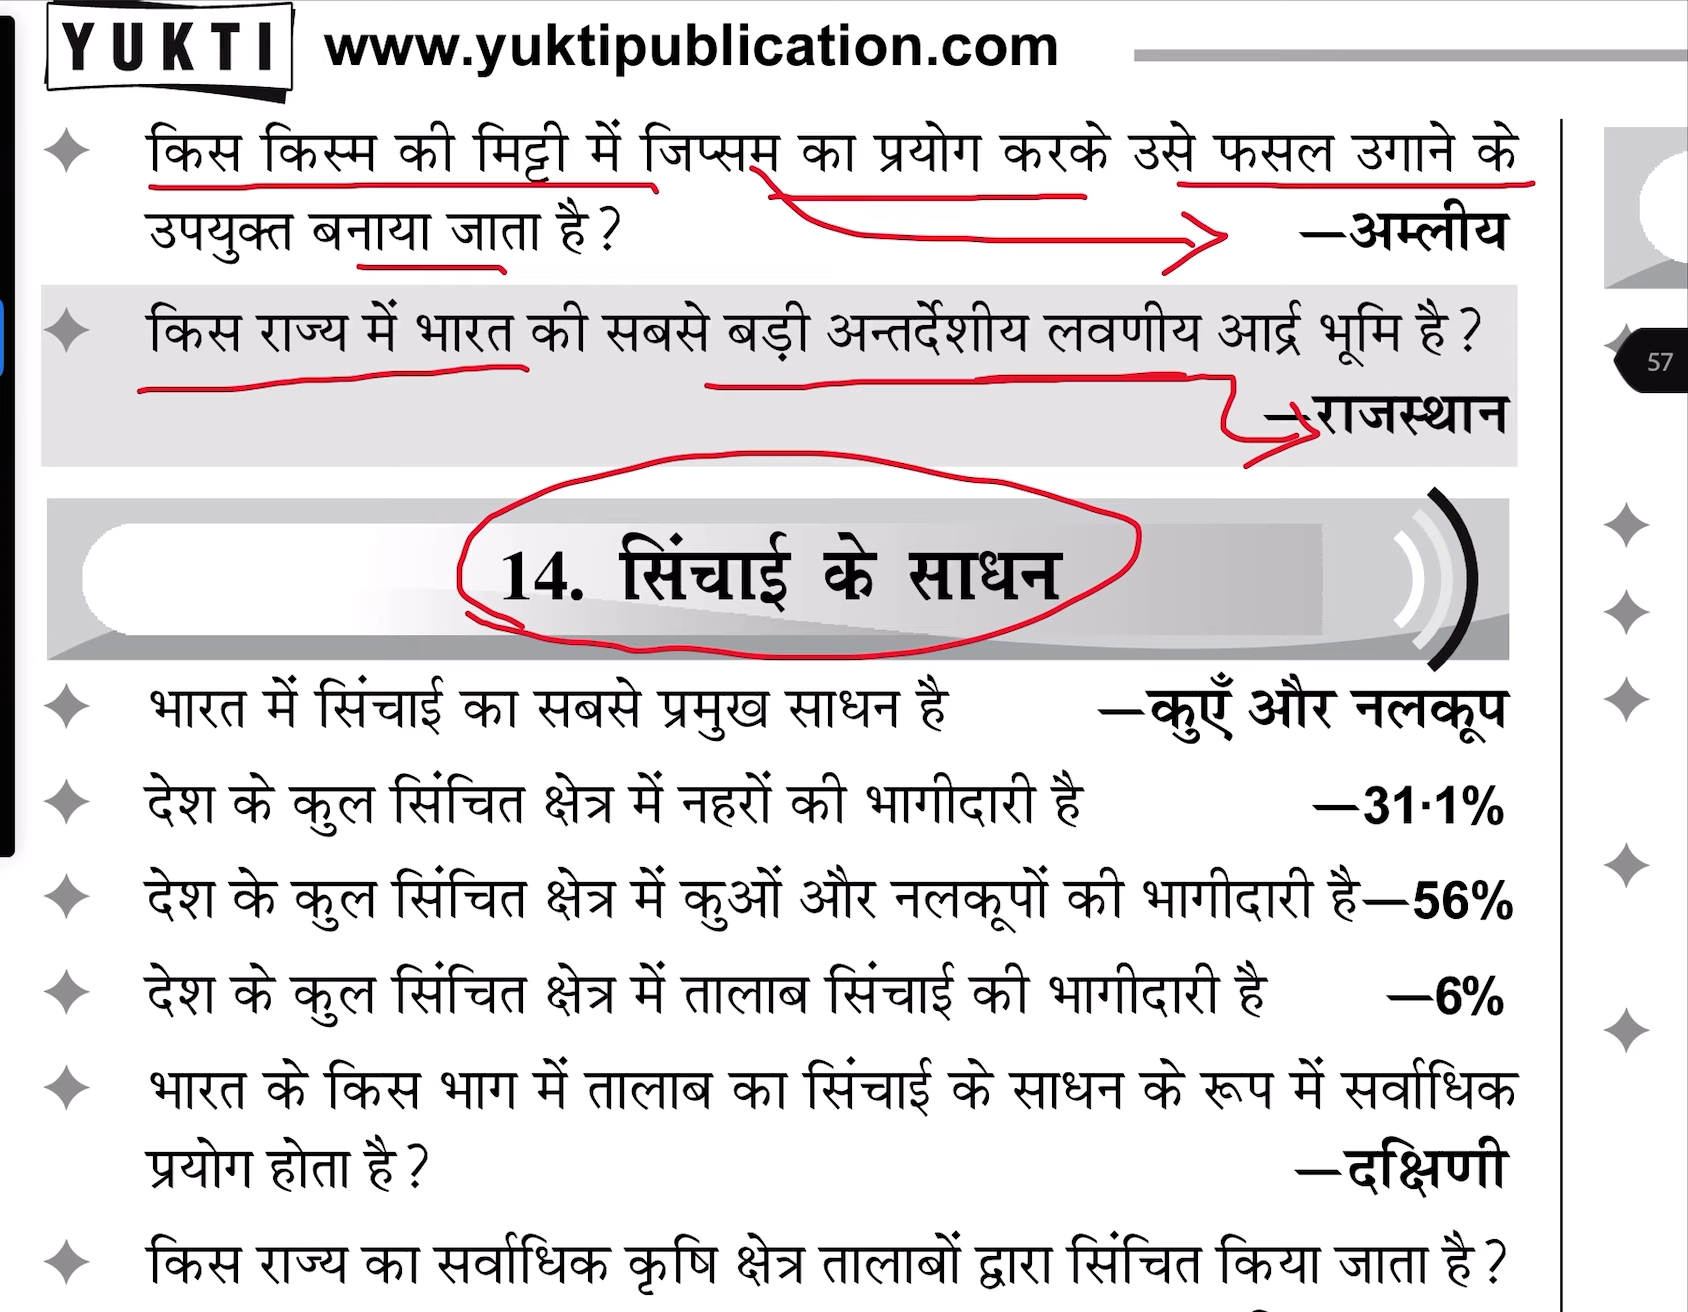 YUKTI www.yuktipublication.com
किस किस्म की मिट्टी में जिप्सम का प्रयोग करके उसे फसल उगाने के
उपयुक्त बनाया जाता है? —अम्लीय
किस राज्य में भारत की सबसे बड़ी अन्तर्देशीय लवणीय आर्द्र भूमि है?
—राजस्थान
57
14. सिंचाई के साधन
भारत में सिंचाई का सबसे प्रमुख साधन है —कुएँ और नलकूप
देश के कुल सिंचित क्षेत्र में नहरों की भागीदारी है —31·1%
देश के कुल सिंचित क्षेत्र में कुओं और नलकूपों की भागीदारी है—56%
देश के कुल सिंचित क्षेत्र में तालाब सिंचाई की भागीदारी है —6%
भारत के किस भाग में तालाब का सिंचाई के साधन के रूप में सर्वाधिक
प्रयोग होता है? —दक्षिणी
किस राज्य का सर्वाधिक कृषि क्षेत्र तालाबों द्वारा सिंचित किया जाता है?